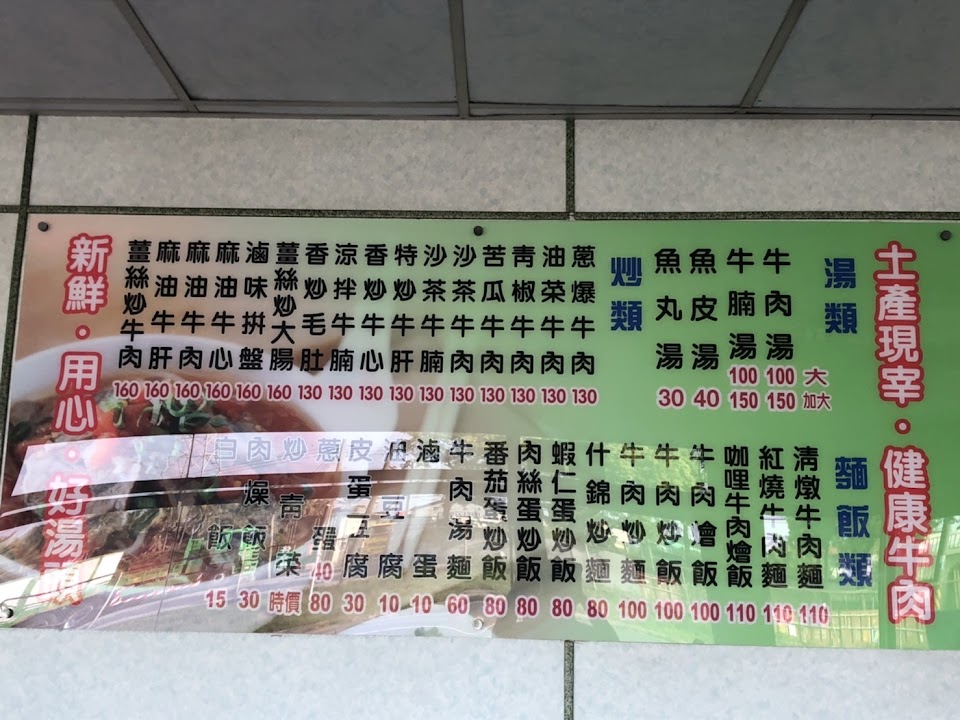 土產現宰・健康牛肉
湯類
大
加大
牛肉湯 100 150
牛腩湯 100 150
魚皮湯 40
魚丸湯 30
炒類
蔥爆牛肉 130
油菜牛肉 130
青椒牛肉 130
苦瓜牛肉 130
沙茶牛肉 130
沙茶牛腩 130
特炒牛肝 130
香炒牛心 130
涼拌牛腩 130
香炒毛肚 130
薑絲炒大腸 160
滷味拚盤 160
麻油牛心 160
麻油牛肉 160
麻油牛肝 160
薑絲炒牛肉 160
麵飯類
清燉牛肉麵 110
紅燒牛肉麵 110
咖哩牛肉燴飯 110
牛肉燴飯 100
牛肉炒飯 100
牛肉炒麵 100
什錦炒麵 80
蝦仁蛋炒飯 80
肉絲蛋炒飯 80
番茄蛋炒飯 80
牛肉湯麵 60
滷蛋 10
豆腐 10
皮蛋豆腐 30
蔥蛋 40 80
炒青菜 時價
肉燥飯 30
白飯 15
新鮮・用心・好湯頭